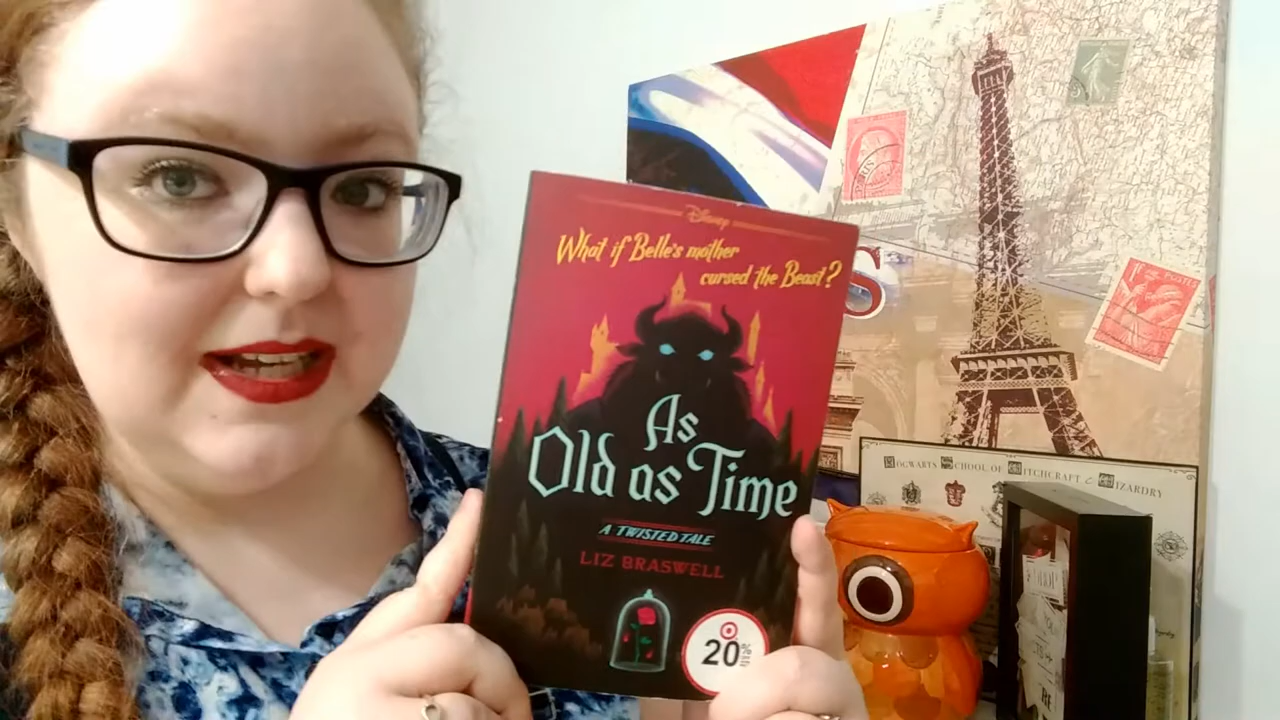 Disney
What if Belle's mother
cursed the Beast?
As
Old as Time
A TWISTED TALE
LIZ BRASWELL
20%
S
HOGWARTS SCHOOL OF WITCHCRAFT & WIZARDRY